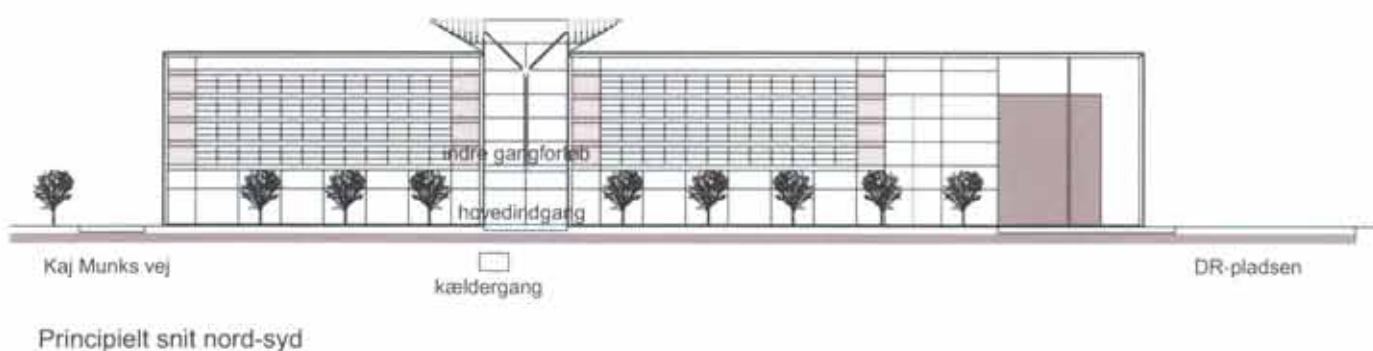 indre gangforløb
hovedindgang
Kaj Munks vej
DR-pladsen
kældergang
Principielt snit nord-syd